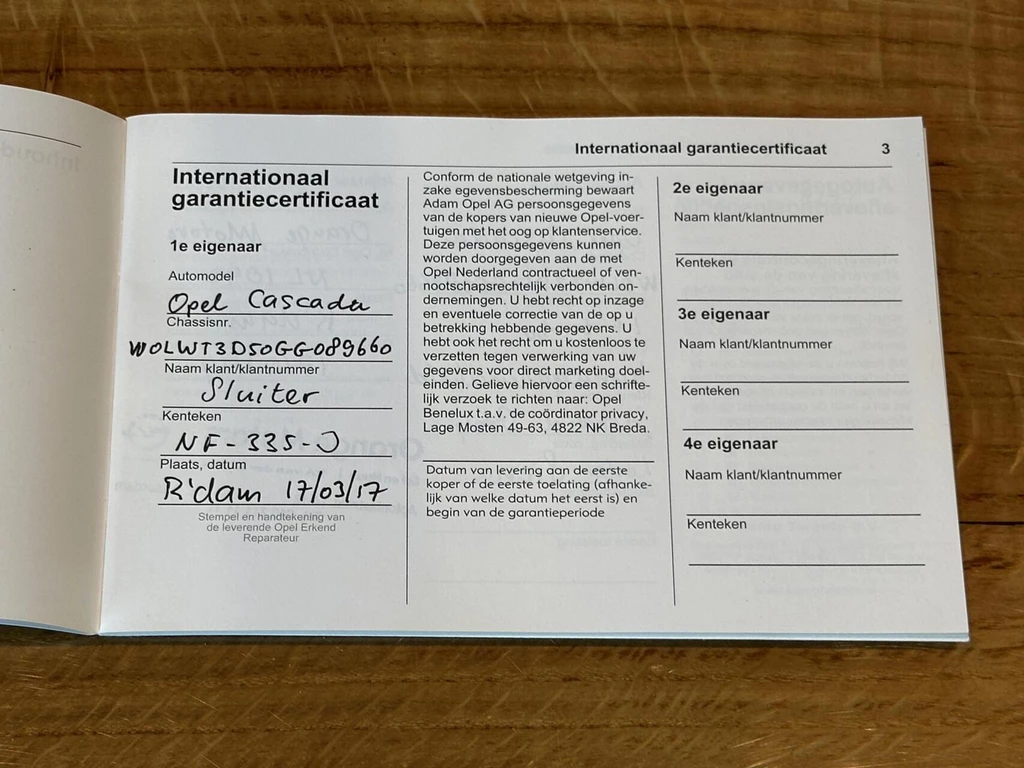 Internationaal garantiecertificaat 3
Internationaal
garantiecertificaat
1e eigenaar
Automodel
Opel Cascada
Chassisnr.
W0LWT3D50GG089660
Naam klant/klantnummer
Sluiter
Kenteken
NF-335-J
Plaats, datum
R'dam 17/03/17
Stempel en handtekening van
de leverende Opel Erkend
Reparateur
Conform de nationale wetgeving in-
zake egevensbescherming bewaart
Adam Opel AG persoonsgegevens
van de kopers van nieuwe Opel-voer-
tuigen met het oog op klantenservice.
Deze persoonsgegevens kunnen
worden doorgegeven aan de met
Opel Nederland contractueel of ven-
nootschapsrechtelijk verbonden on-
dernemingen. U hebt recht op inzage
en eventuele correctie van de op u
betrekking hebbende gegevens. U
hebt ook het recht om u kostenloos te
verzetten tegen verwerking van uw
gegevens voor direct marketing doel-
einden. Gelieve hiervoor een schrifte-
lijk verzoek te richten naar: Opel
Benelux t.a.v. de coördinator privacy,
Lage Mosten 49-63, 4822 NK Breda.
Datum van levering aan de eerste
koper of de eerste toelating (afhanke-
lijk van welke datum het eerst is) en
begin van de garantieperiode
2e eigenaar
Naam klant/klantnummer
Kenteken
3e eigenaar
Naam klant/klantnummer
Kenteken
4e eigenaar
Naam klant/klantnummer
Kenteken